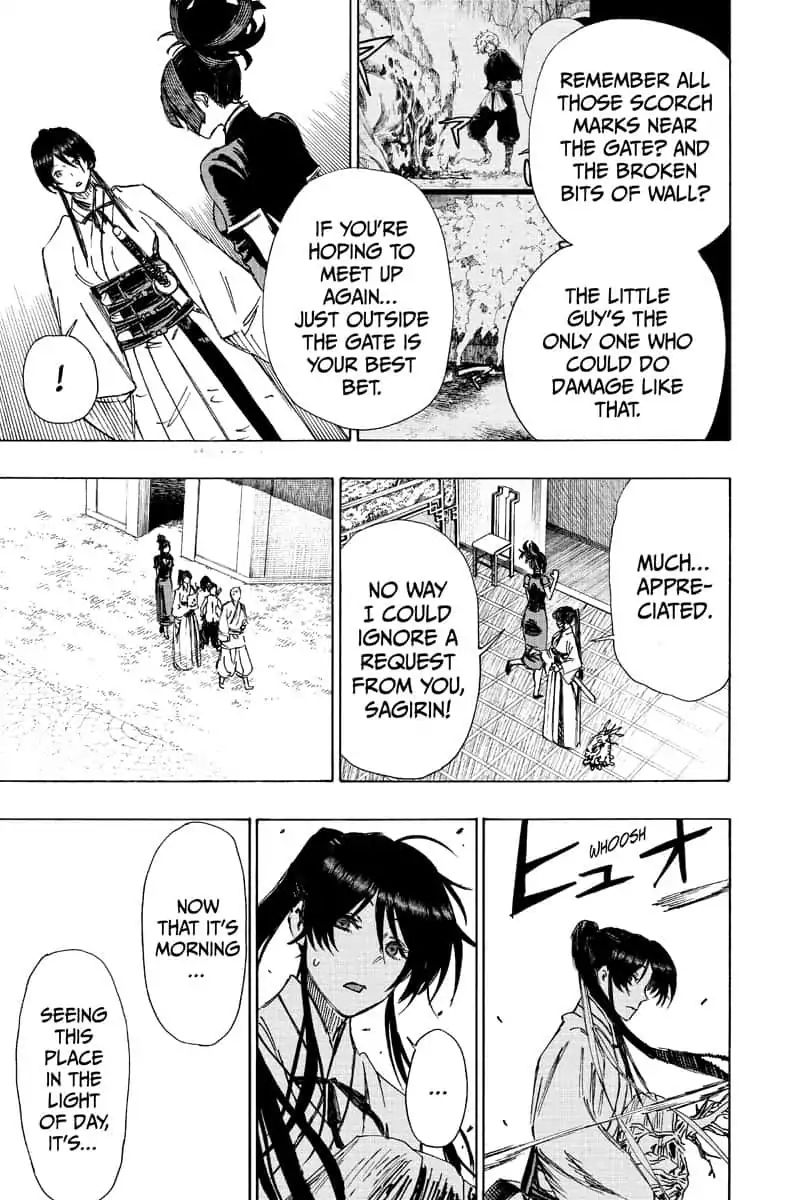 REMEMBER ALL
THOSE SCORCH
MARKS NEAR
THE GATE? AND
THE BROKEN
BITS OF WALL?
THE LITTLE
GUY'S THE
ONLY ONE WHO
COULD DO
DAMAGE LIKE
THAT.
IF YOU'RE
HOPING TO
MEET UP
AGAIN...
JUST OUTSIDE
THE GATE IS
YOUR BEST
BET.
!
MUCH...
APPRE-
CIATED.
NO WAY
I COULD
IGNORE A
REQUEST
FROM YOU,
SAGIRIN!
ヒュオ
WHOOSH
...
NOW
THAT IT'S
MORNING
...
SEEING
THIS
PLACE
IN THE
LIGHT
OF DAY,
IT'S...